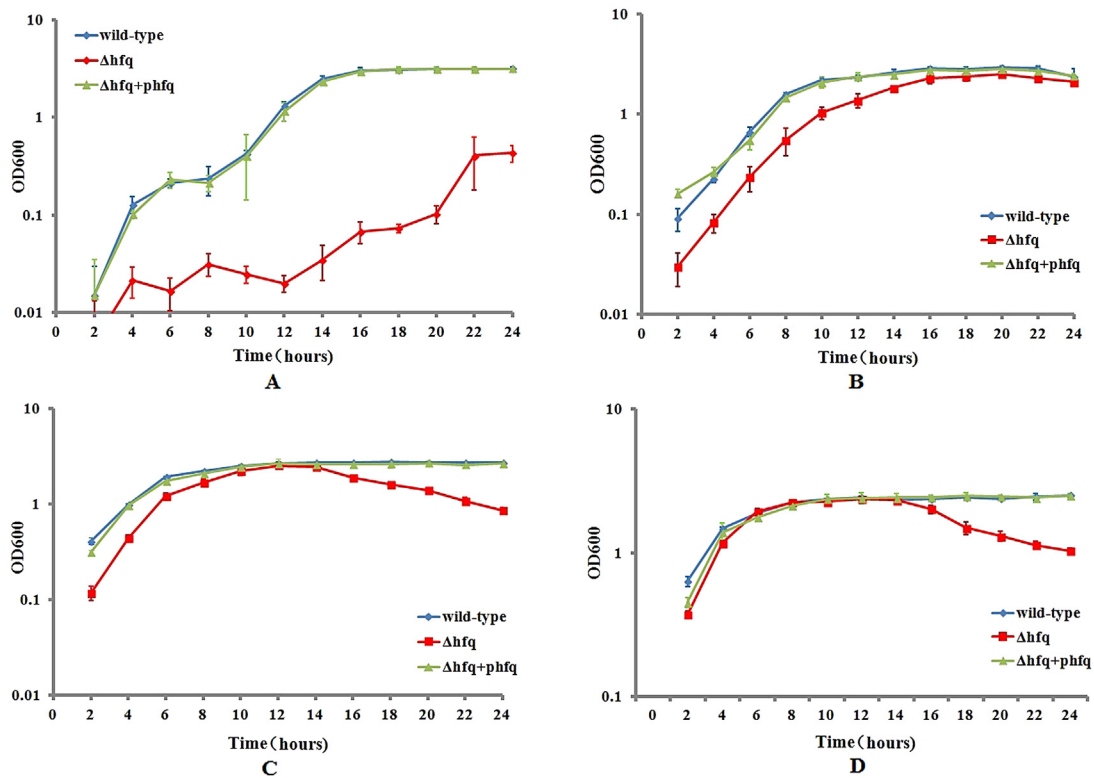 10
1
0.1
0.01
OD600
wild-type
Δhfq
Δhfq+phfq
0 2 4 6 8 10 12 14 16 18 20 22 24
Time(hours)
A
10
1
0.1
0.01
OD600
wild-type
Δhfq
Δhfq+phfq
0 2 4 6 8 10 12 14 16 18 20 22 24
Time (hours)
B
10
1
0.1
0.01
OD600
wild-type
Δhfq
Δhfq+phfq
0 2 4 6 8 10 12 14 16 18 20 22 24
Time(hours)
C
10
1
0.1
OD600
wild-type
Δhfq
Δhfq+phfq
0 2 4 6 8 10 12 14 16 18 20 22 24
Time(hours)
D